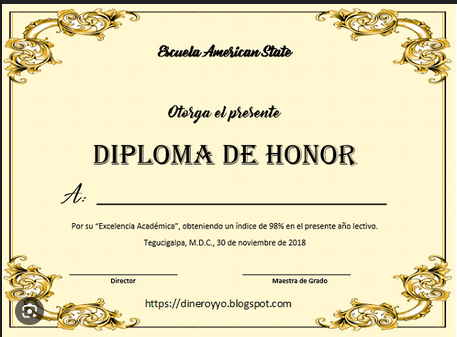 Escuela American State
Otorga el presente
DIPLOMA DE HONOR
A:
Por su “Excelencia Académica”, obteniendo un índice de 98% en el presente año lectivo.
Tegucigalpa, M.D.C., 30 de noviembre de 2018
Director Maestra de Grado
https://dineroyyo.blogspot.com